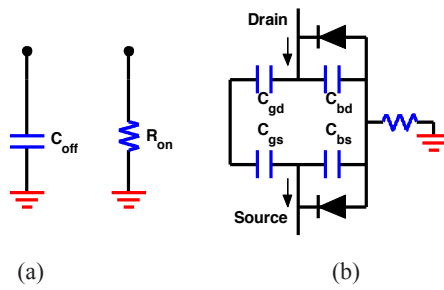 Drain
C_off
R_on
C_gd
C_bd
C_gs
C_bs
Source
(a)
(b)